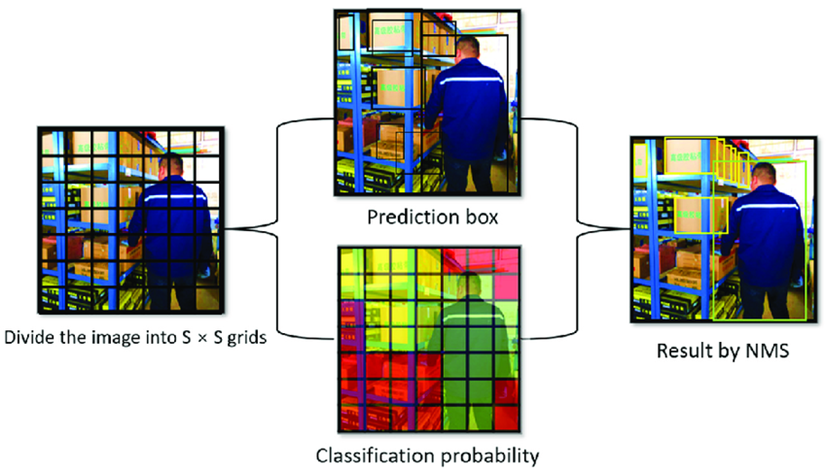 Prediction box
Divide the image into S × S grids
Result by NMS
Classification probability